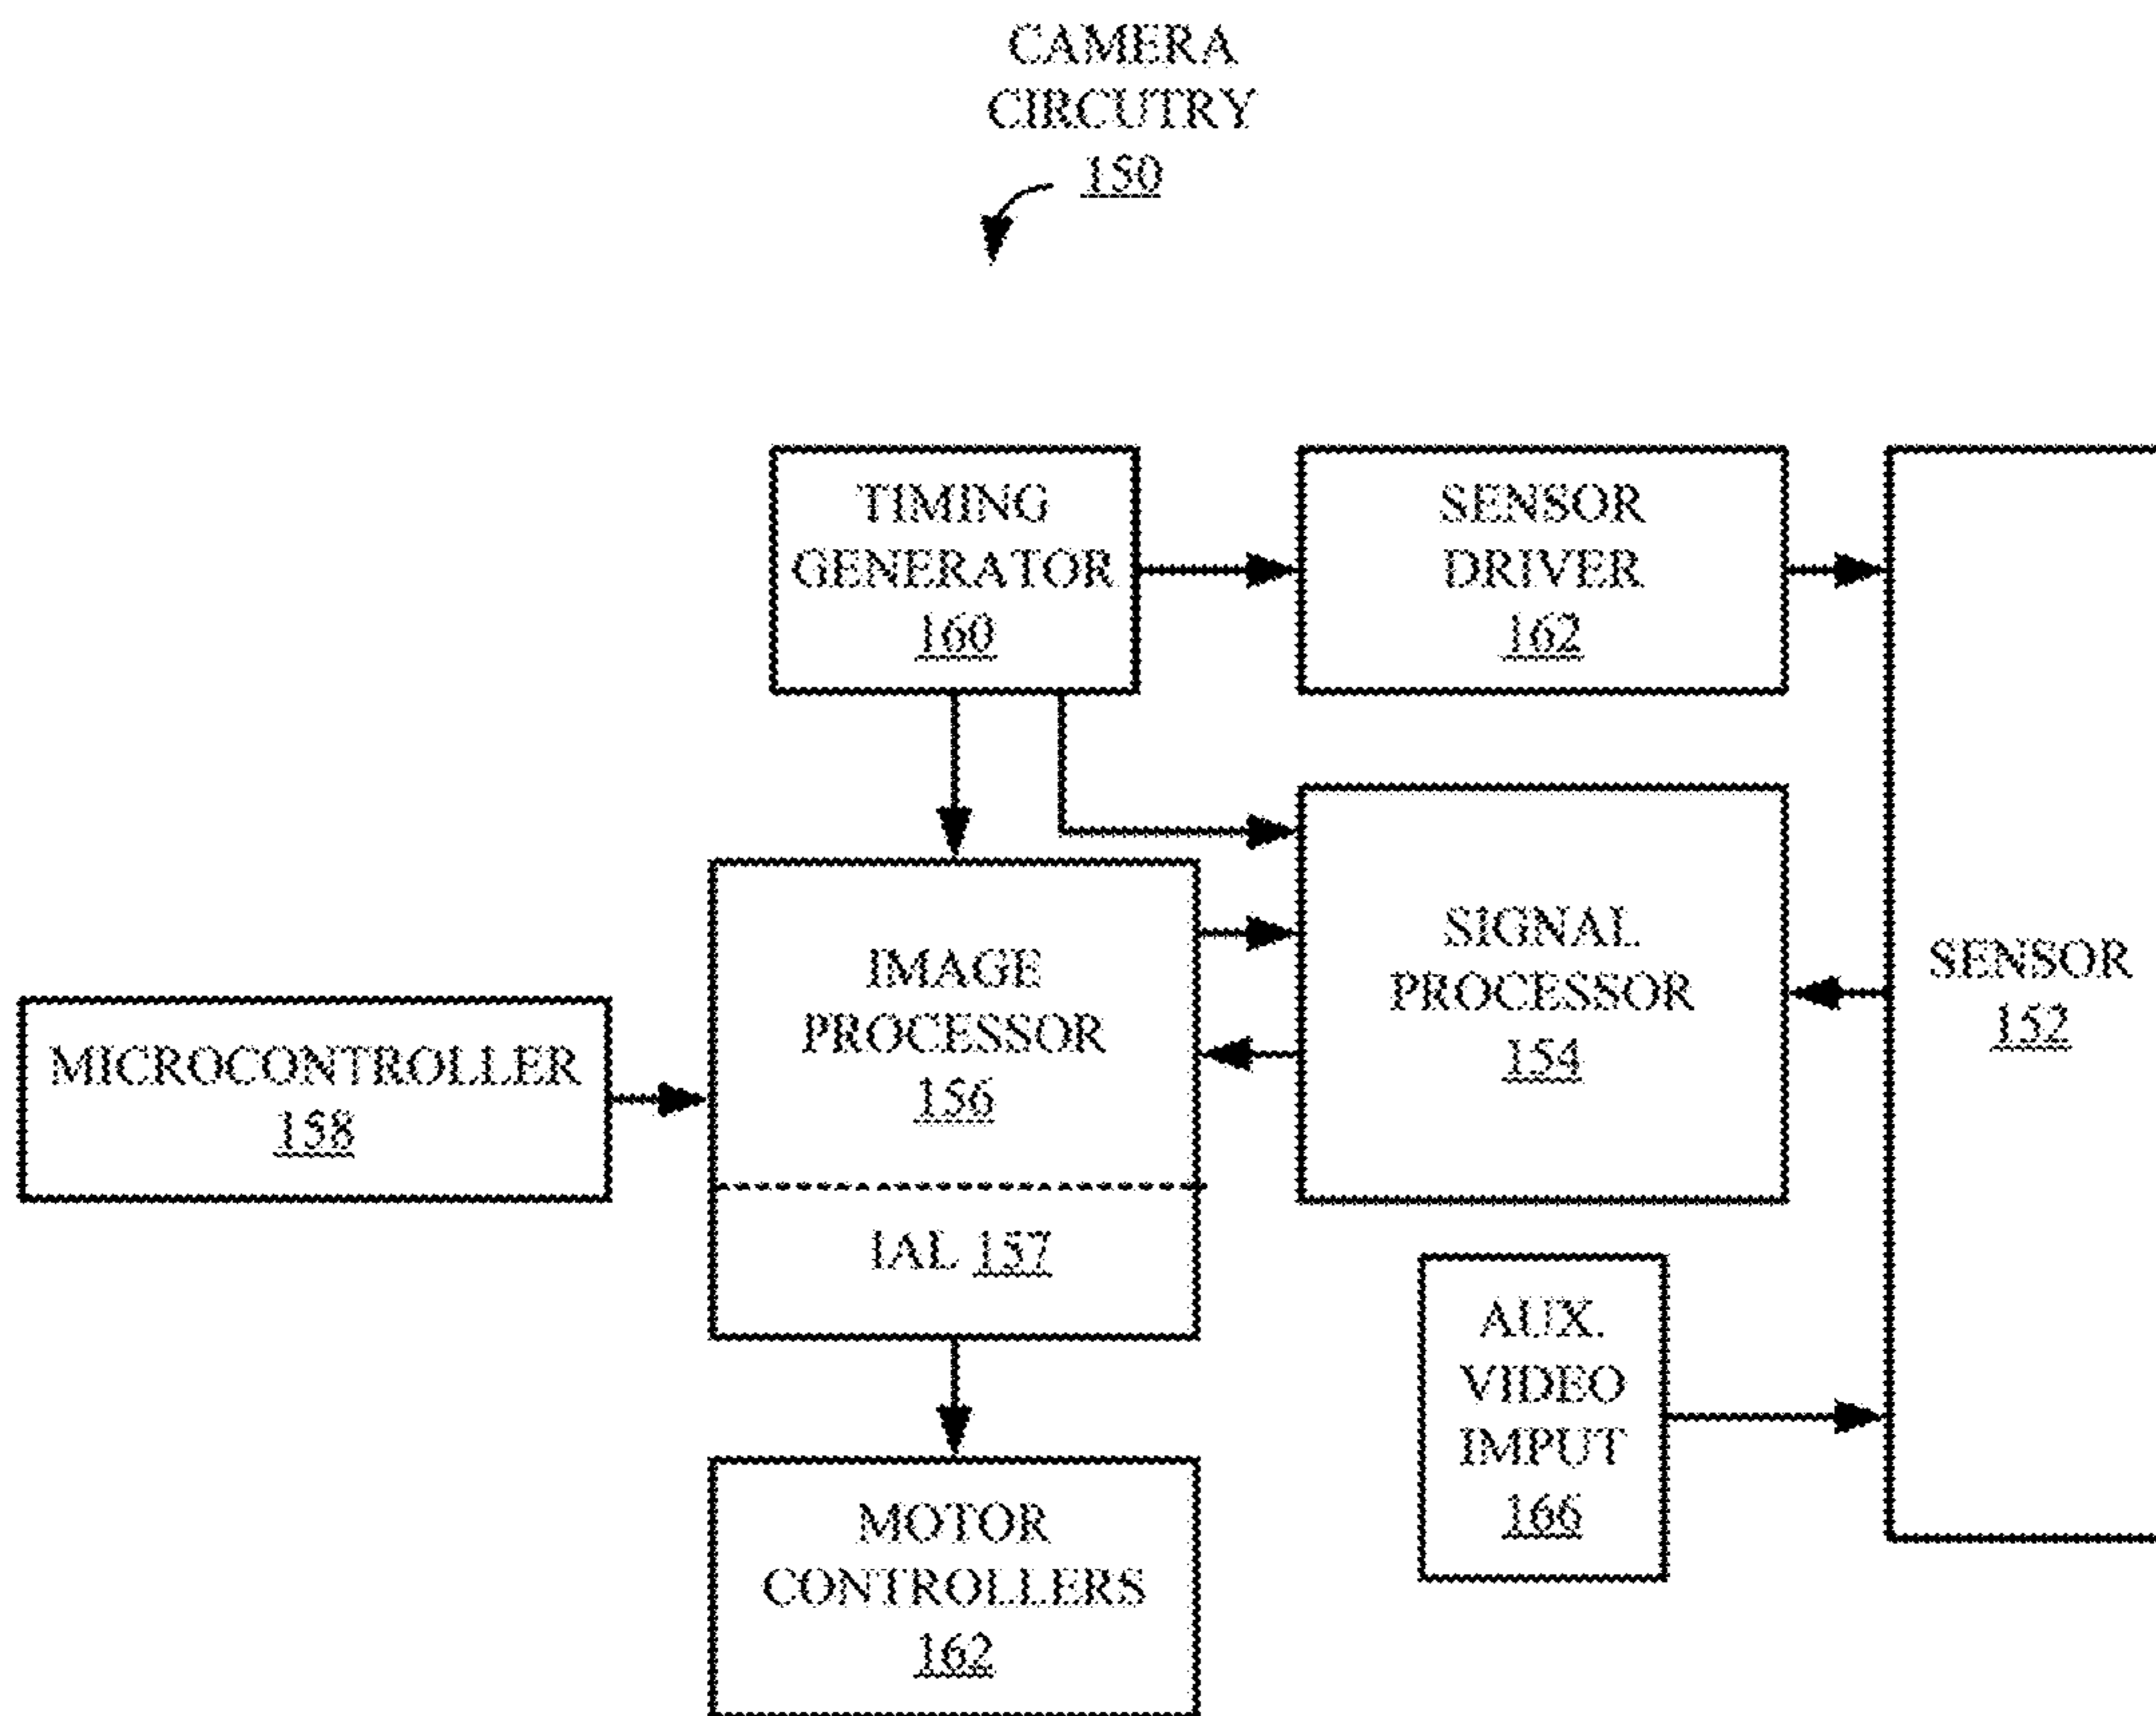 CAMERA
CIRCUTRY
150
TIMING
GENERATOR
160
SENSOR
DRIVER
162
SIGNAL
PROCESSOR
154
SENSOR
152
IMAGE
PROCESSOR
156
IAL 157
MICROCONTROLLER
158
AUX.
VIDEO
IMPUT
166
MOTOR
CONTROLLERS
162